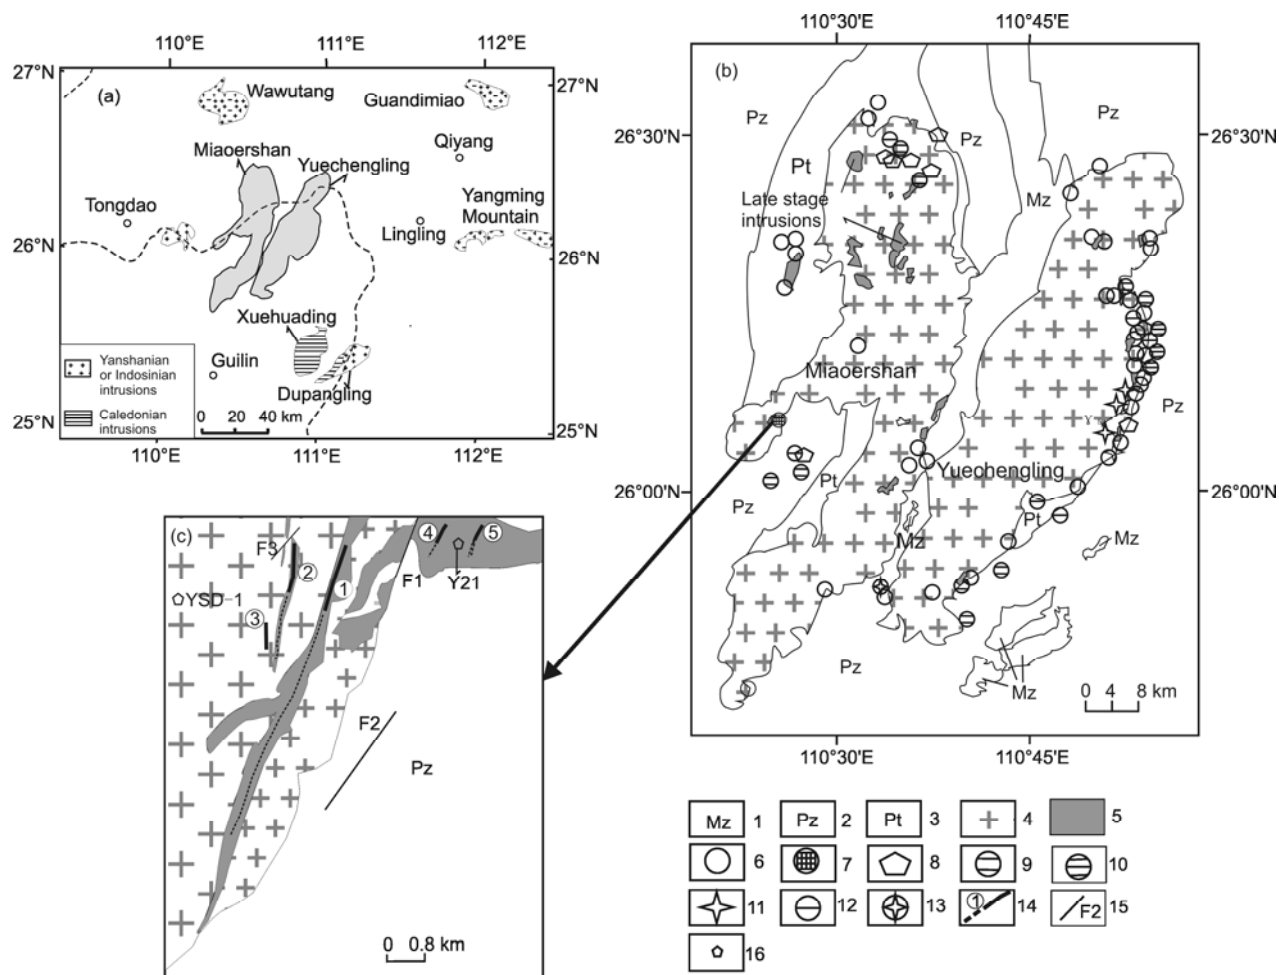 110°E
111°E
112°E
27°N
27°N
(a)
Wawutang
Guandimiao
Miaoershan
Yuechengling
Qiyang
Tongdao
Yangming
Mountain
Lingling
26°N
26°N
Xuehuading
Guilin
Dupangling
Yanshanian
or Indosinian
intrusions
Caledonian
intrusions
0 20 40 km
25°N
25°N
110°E
111°E
112°E
110°30'E
110°45'E
(b)
Pz
Pz
Pz
26°30'N
26°30'N
Pt
Mz
Late stage
intrusions
Miaoershan
Pz
Yuechengling
26°00'N
26°00'N
Pz
Pt
Pt
Mz
Mz
Pz
Mz
0 4 8 km
110°30'E
110°45'E
(c)
F3
④
⑤
②
①
F1
Y21
YSD-1
③
F2
Pz
0 0.8 km
Mz 1
Pz 2
Pt 3
4
5
6
7
8
9
10
11
12
13
① 14
F2 15
16